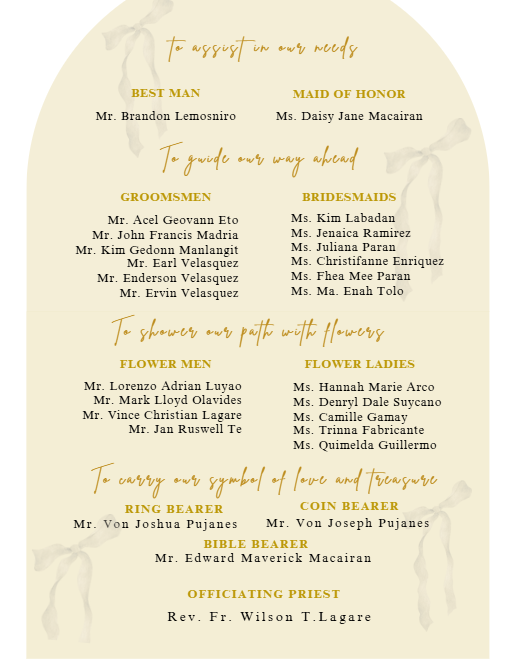 to assist in our needs
BEST MAN
Mr. Brandon Lemosniro
MAID OF HONOR
Ms. Daisy Jane Macairan
To guide our way ahead
GROOMSMEN
Mr. Acel Geovann Eto
Mr. John Francis Madria
Mr. Kim Gedonn Manlangit
Mr. Earl Velasquez
Mr. Enderson Velasquez
Mr. Ervin Velasquez
BRIDESMAIDS
Ms. Kim Labadan
Ms. Jenaica Ramirez
Ms. Juliana Paran
Ms. Christifanne Enriquez
Ms. Fhea Mee Paran
Ms. Ma. Enah Tolo
To shower our path with flowers
FLOWER MEN
Mr. Lorenzo Adrian Luyao
Mr. Mark Lloyd Olavides
Mr. Vince Christian Lagare
Mr. Jan Ruswell Te
FLOWER LADIES
Ms. Hannah Marie Arco
Ms. Denryl Dale Suycano
Ms. Camille Gamay
Ms. Trinna Fabricante
Ms. Quimelda Guillermo
To carry our symbol of love and treasure
RING BEARER
Mr. Von Joshua Pujanes
COIN BEARER
Mr. Von Joseph Pujanes
BIBLE BEARER
Mr. Edward Maverick Macairan
OFFICIATING PRIEST
Rev. Fr. Wilson T.Lagare